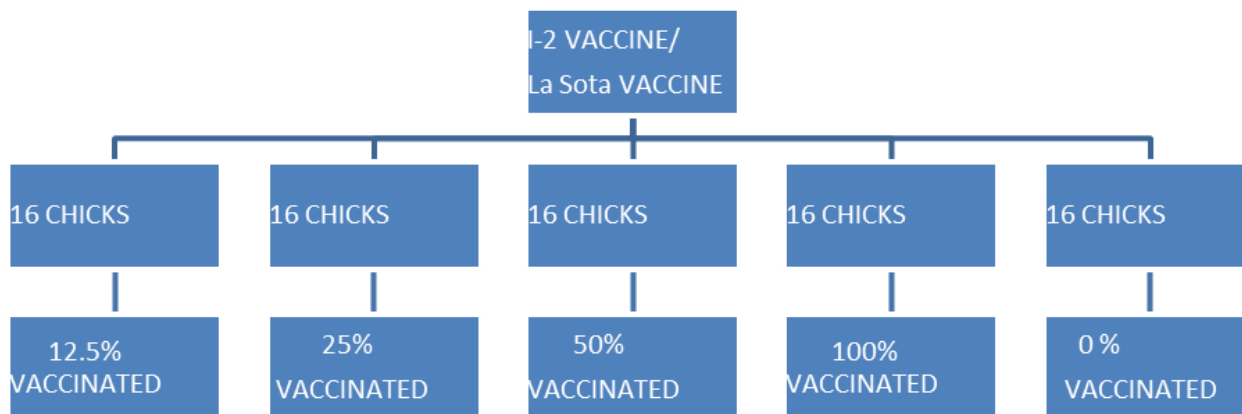 I-2 VACCINE/
La Sota VACCINE
16 CHICKS
16 CHICKS
16 CHICKS
16 CHICKS
16 CHICKS
12.5%
VACCINATED
25%
VACCINATED
50%
VACCINATED
100%
VACCINATED
0 %
VACCINATED